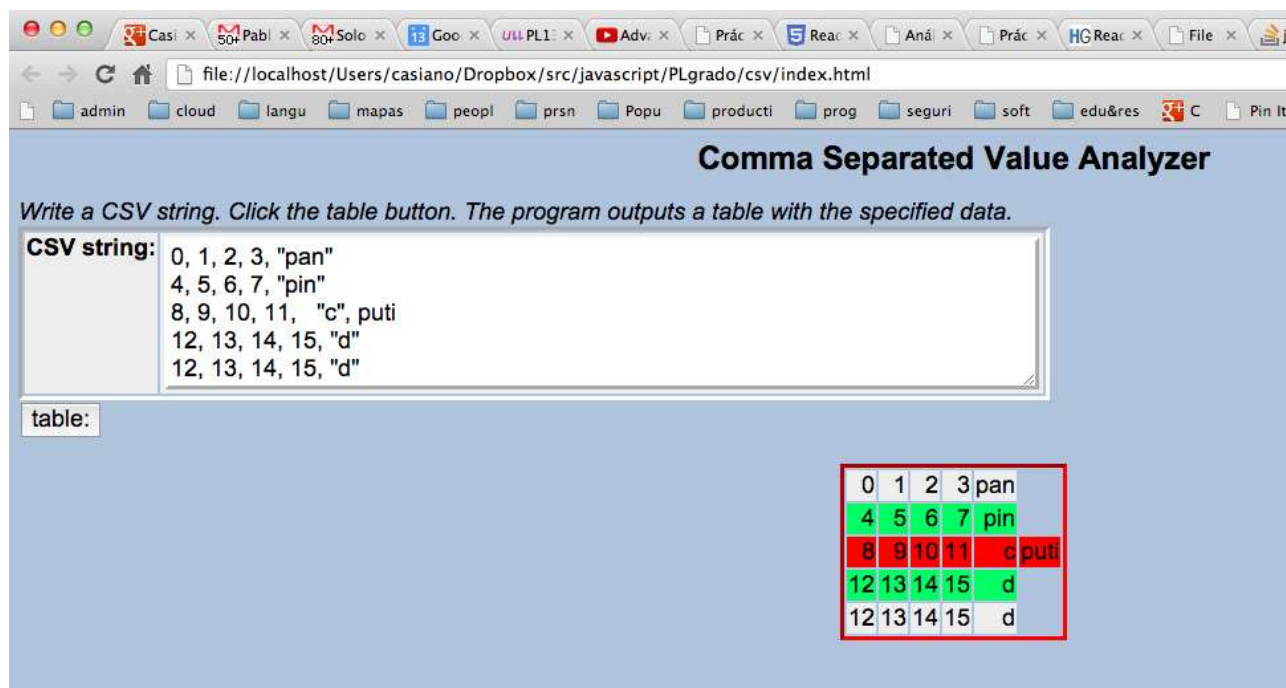 Casi Pabl Solo Goo PL1 Adv Prác Reac Aná Prác HG Reac File
file://localhost/Users/casiano/Dropbox/src/javascript/PLgrado/csv/index.html
admin cloud langu mapas peopl prsn Popu producti prog seguri soft edu&res C Pin It
Comma Separated Value Analyzer
Write a CSV string. Click the table button. The program outputs a table with the specified data.
CSV string:
0, 1, 2, 3, "pan"
4, 5, 6, 7, "pin"
8, 9, 10, 11,   "c", puti
12, 13, 14, 15, "d"
12, 13, 14, 15, "d"
table:
0 1 2 3 pan
4 5 6 7 pin
8 9 10 11 c puti
12 13 14 15 d
12 13 14 15 d